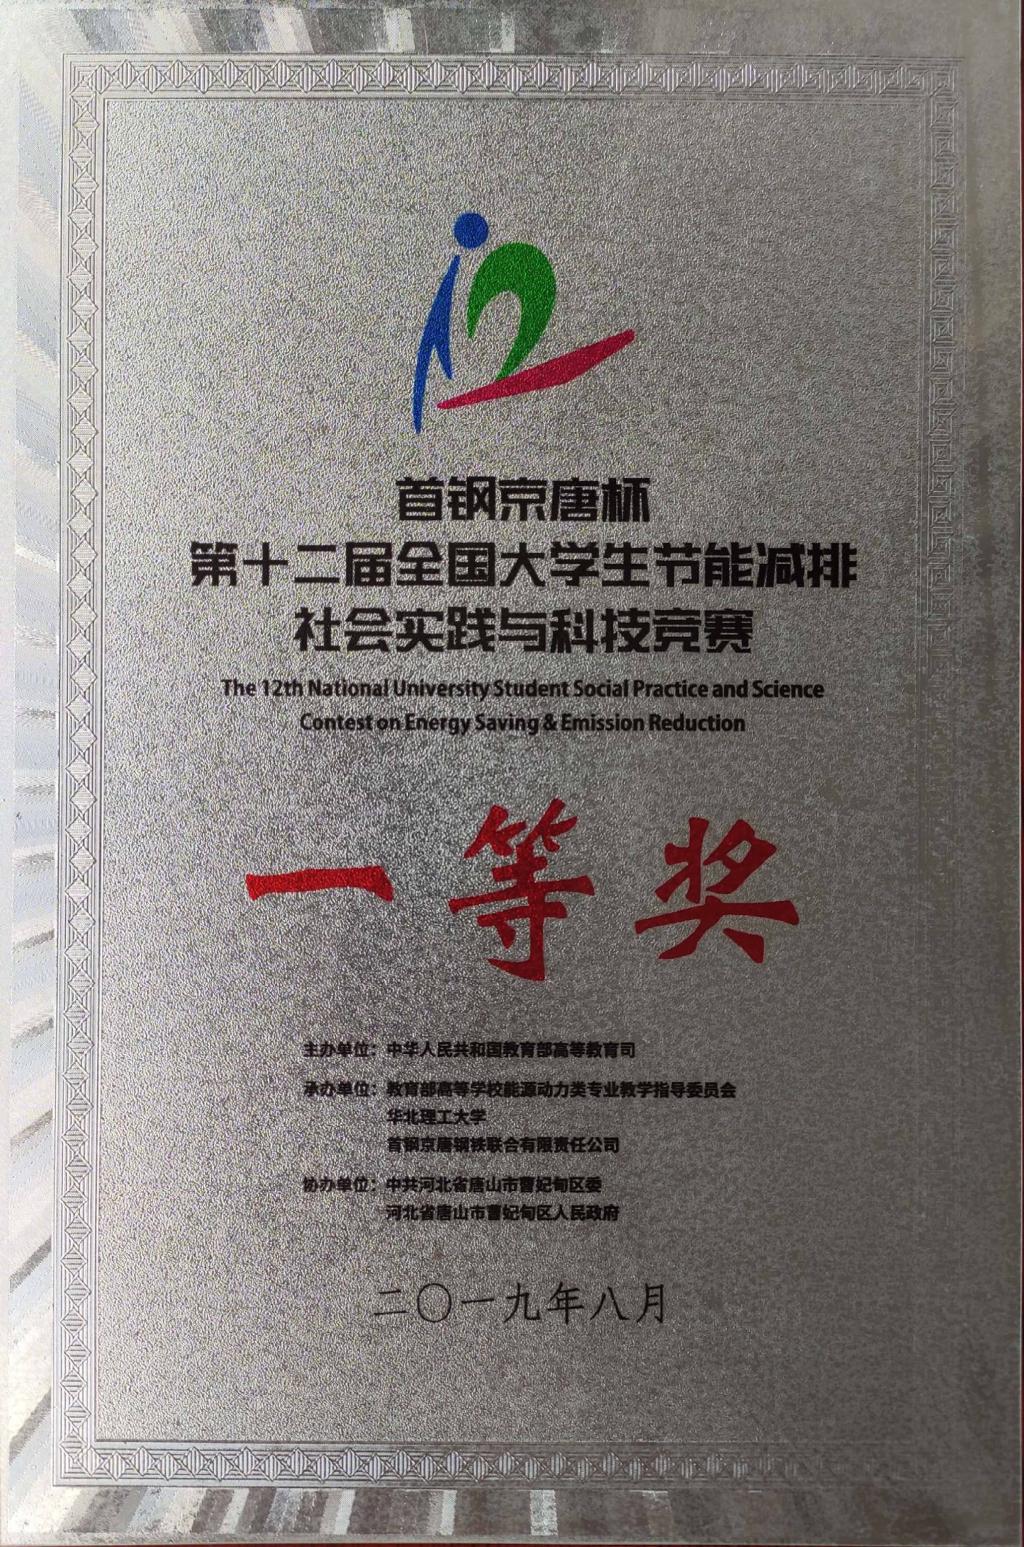 首钢京唐杯
第十二届全国大学生节能减排
社会实践与科技竞赛
The 12th National University Student Social Practice and Science
Contest on Energy Saving & Emission Reduction
一等奖
主办单位：中华人民共和国教育部高等教育司
承办单位：教育部高等学校能源动力类专业教学指导委员会
华北理工大学
首钢京唐钢铁联合有限责任公司
协办单位：中共河北省唐山市曹妃甸区委
河北省唐山市曹妃甸区人民政府
二〇一九年八月